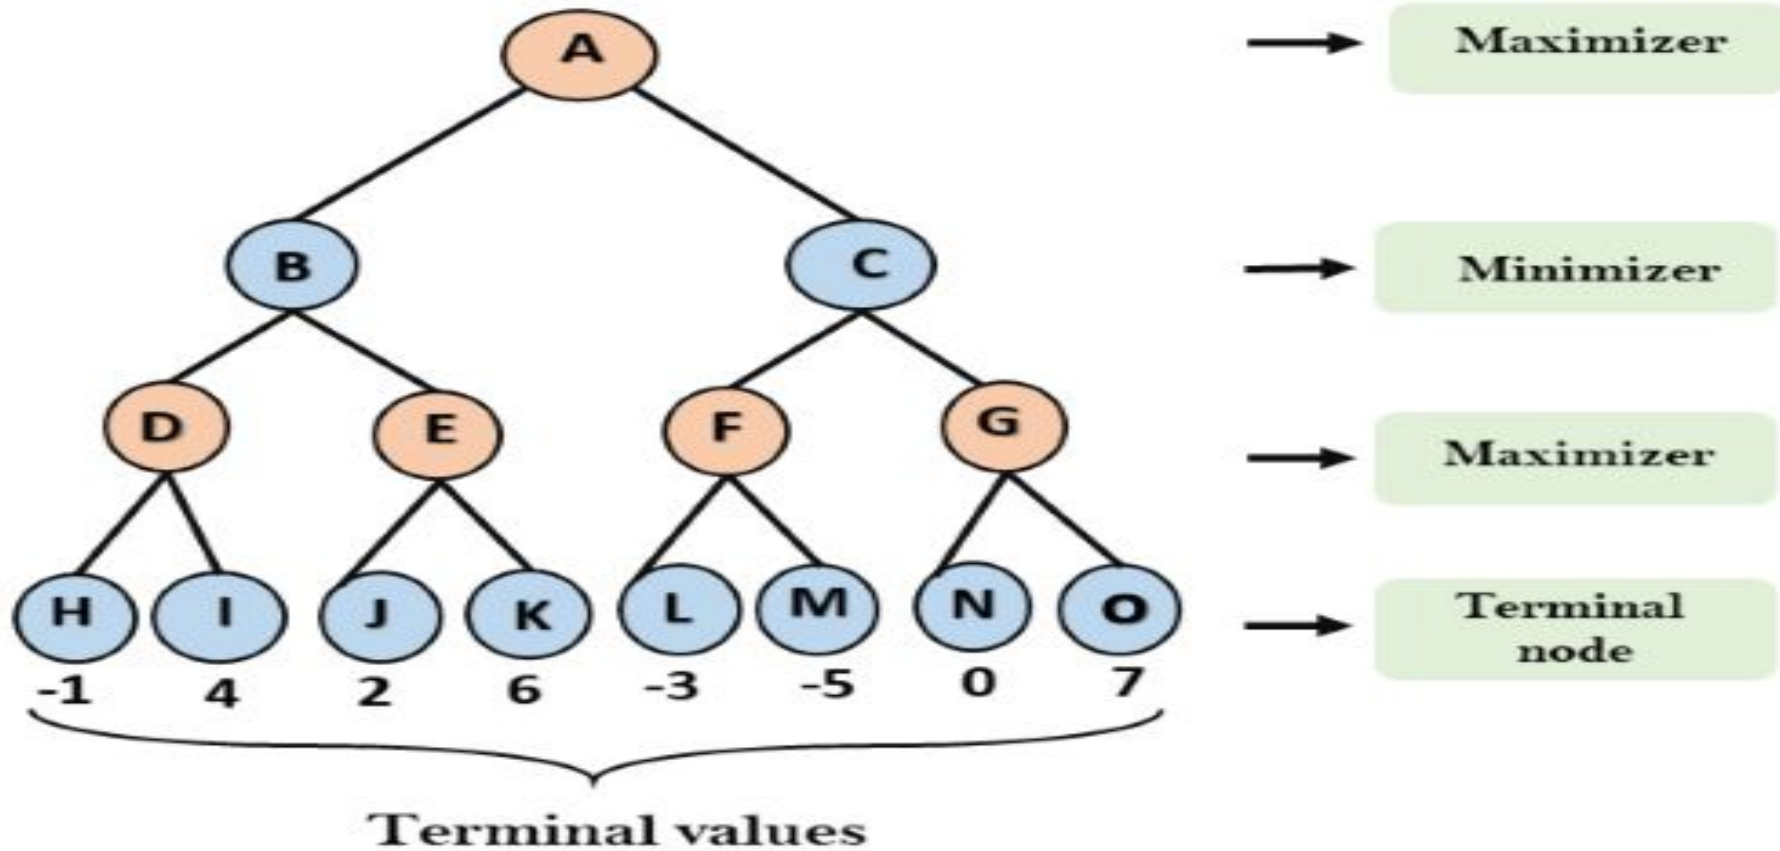 A
Maximizer
B
C
Minimizer
D
E
F
G
Maximizer
H
I
J
K
L
M
N
O
Terminal
node
-1
4
2
6
-3
-5
0
7
Terminal values